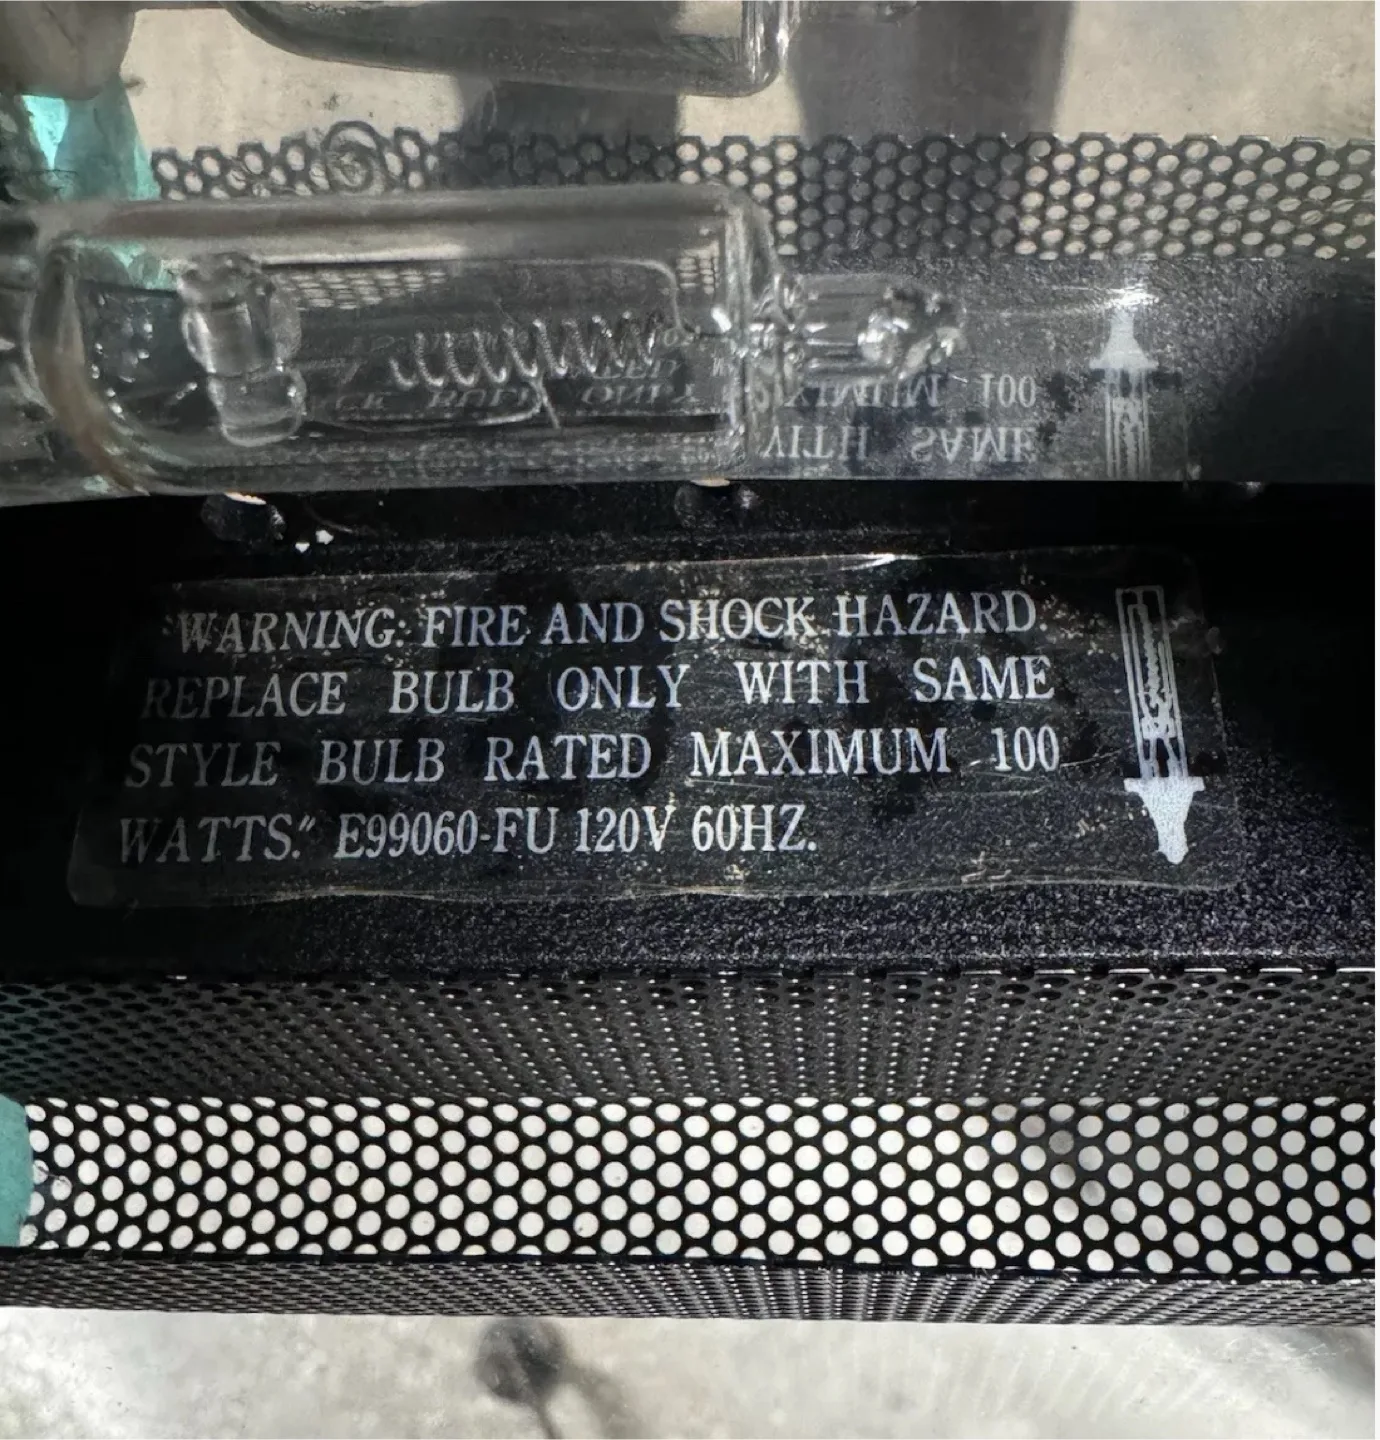 "WARNING: FIRE AND SHOCK HAZARD.
REPLACE BULB ONLY WITH SAME
STYLE BULB RATED MAXIMUM 100
WATTS." E99060-FU 120V 60HZ.